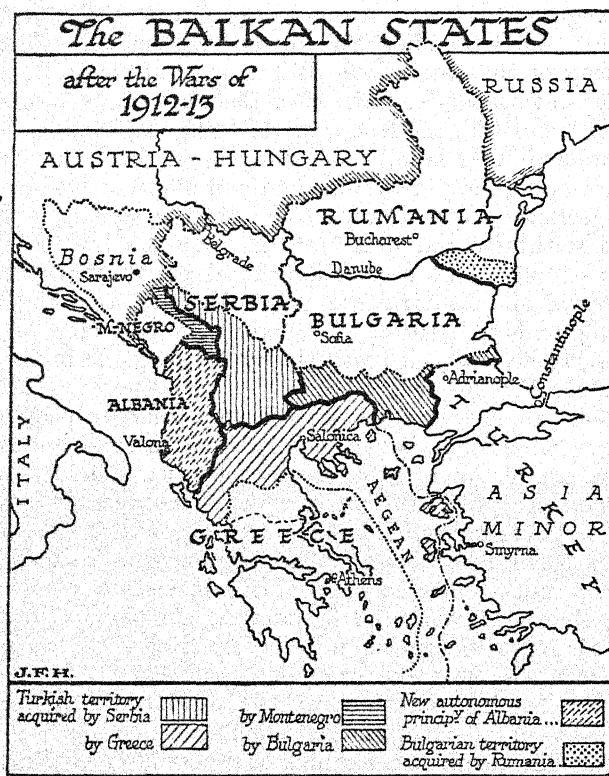 The BALKAN STATES
after the Wars of
1912-13
RUSSIA
AUSTRIA - HUNGARY
RUMANIA
Bucharest
Danube
Belgrade
Bosnia
Sarajevo
SERBIA
M-NEGRO
BULGARIA
Sofia
Constantinople
Adrianople
ALBANIA
Valona
ITALY
Salonica
TURKEY
AEGEAN
ASIA
MINOR
Smyrna
GREECE
Athens
J.F.H.
Turkish territory
acquired by Serbia
by Greece
by Montenegro
by Bulgaria
New autonomous
princip.y of Albania...
Bulgarian territory
acquired by Rumania.